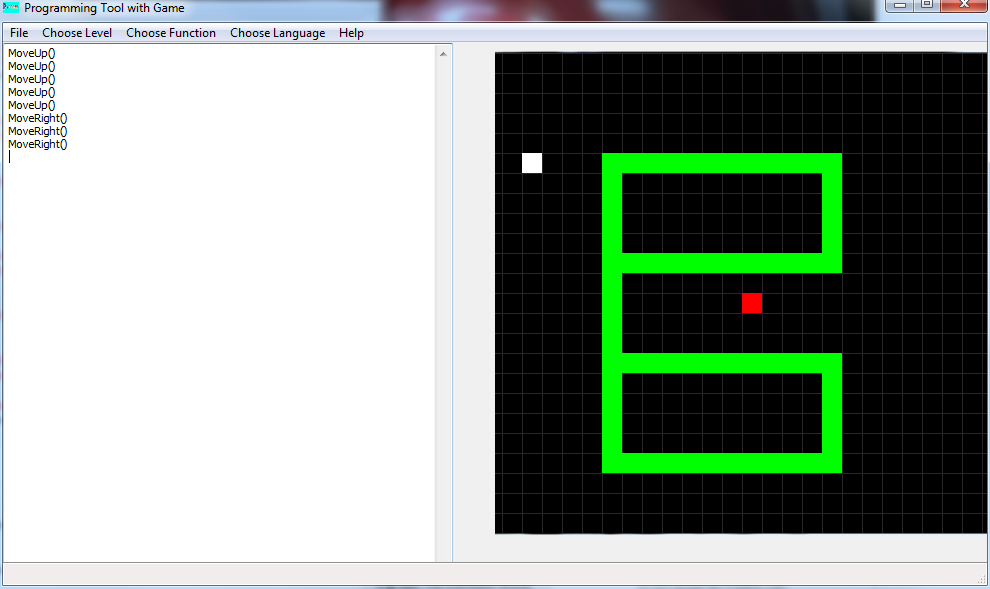 Programming Tool with Game
File Choose Level Choose Function Choose Language Help
MoveUp()
MoveUp()
MoveUp()
MoveUp()
MoveUp()
MoveRight()
MoveRight()
MoveRight()